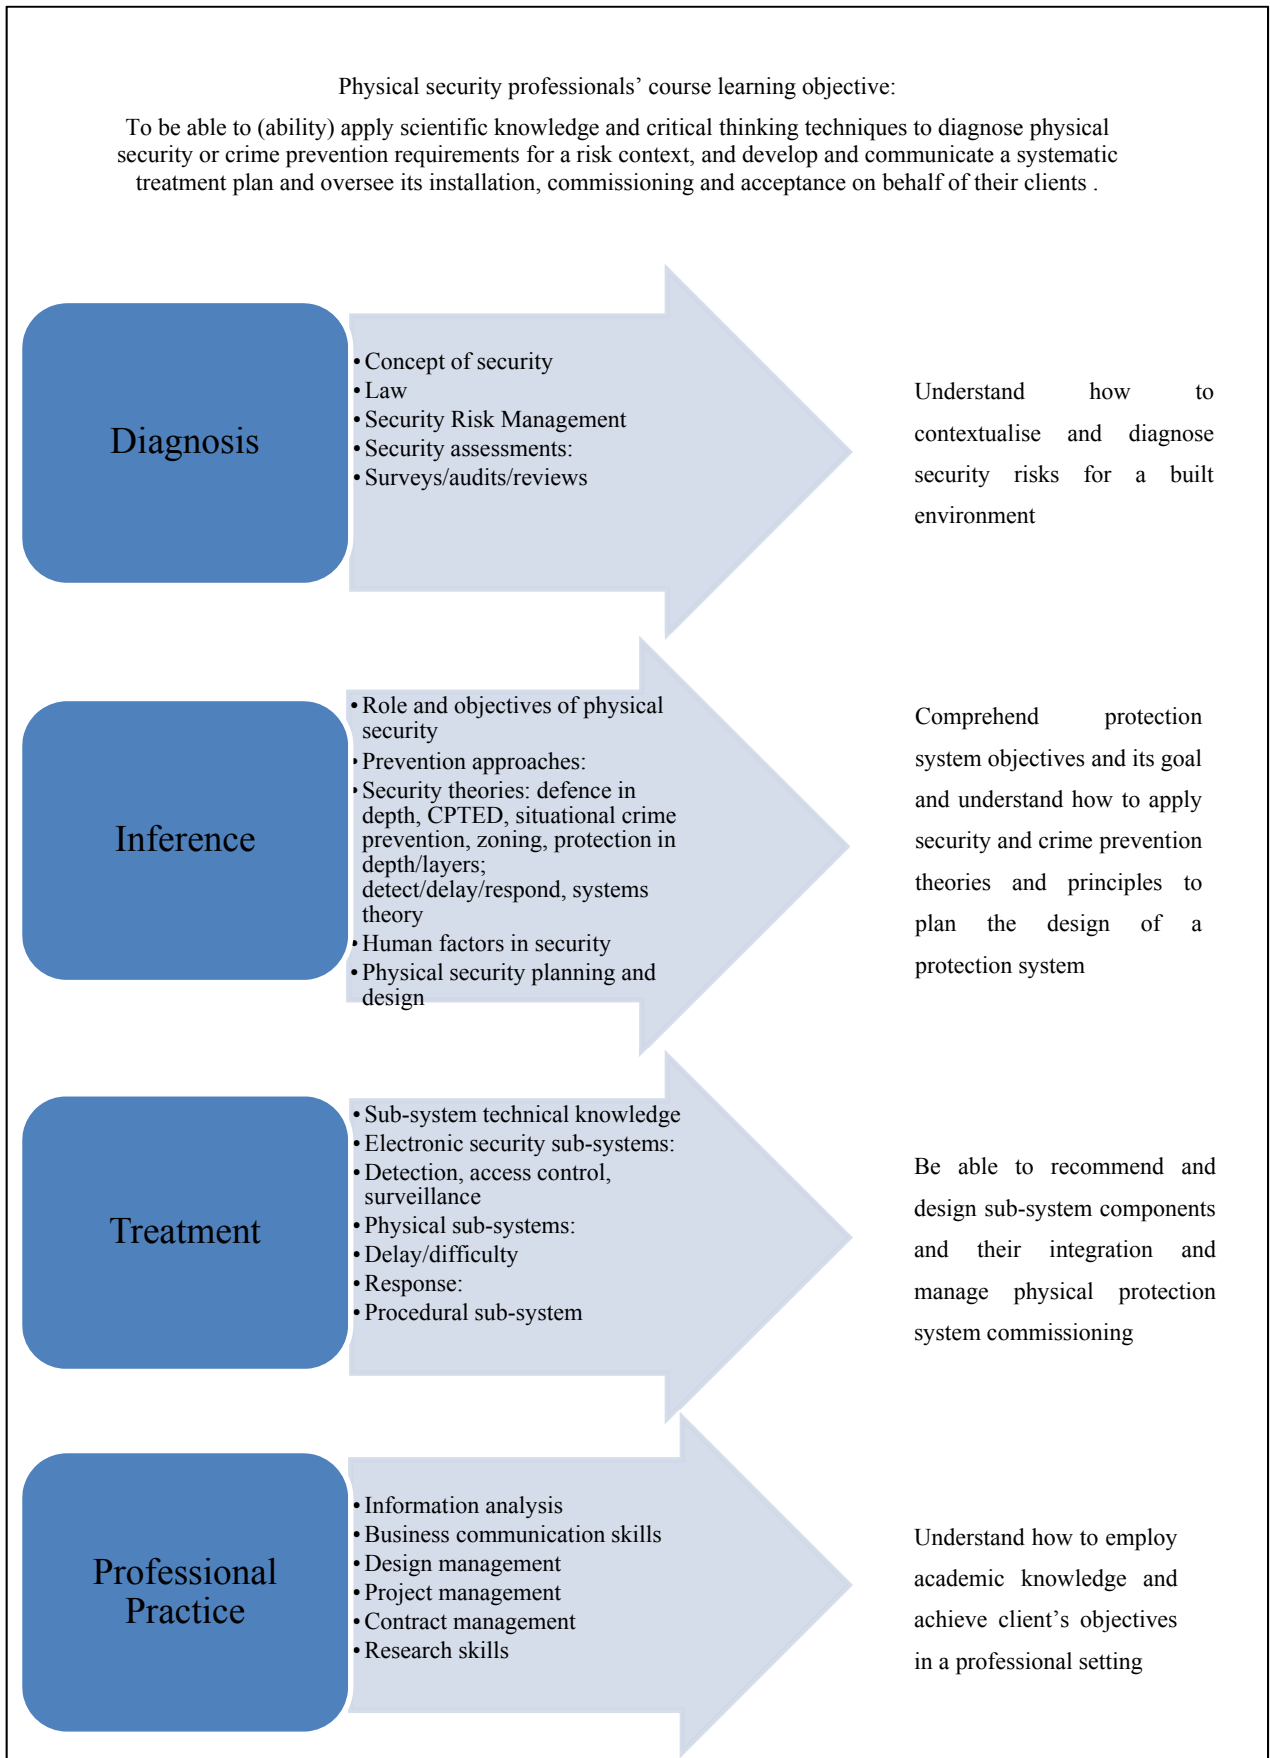 Physical security professionals’ course learning objective:
To be able to (ability) apply scientific knowledge and critical thinking techniques to diagnose physical
security or crime prevention requirements for a risk context, and develop and communicate a systematic
treatment plan and oversee its installation, commissioning and acceptance on behalf of their clients .
Diagnosis
• Concept of security
• Law
• Security Risk Management
• Security assessments:
• Surveys/audits/reviews
Understand how to
contextualise and diagnose
security risks for a built
environment
Inference
• Role and objectives of physical
security
• Prevention approaches:
• Security theories: defence in
depth, CPTED, situational crime
prevention, zoning, protection in
depth/layers;
detect/delay/respond, systems
theory
• Human factors in security
• Physical security planning and
design
Comprehend protection
system objectives and its goal
and understand how to apply
security and crime prevention
theories and principles to
plan the design of a
protection system
Treatment
• Sub-system technical knowledge
• Electronic security sub-systems:
• Detection, access control,
surveillance
• Physical sub-systems:
• Delay/difficulty
• Response:
• Procedural sub-system
Be able to recommend and
design sub-system components
and their integration and
manage physical protection
system commissioning
Professional
Practice
• Information analysis
• Business communication skills
• Design management
• Project management
• Contract management
• Research skills
Understand how to employ
academic knowledge and
achieve client’s objectives
in a professional setting